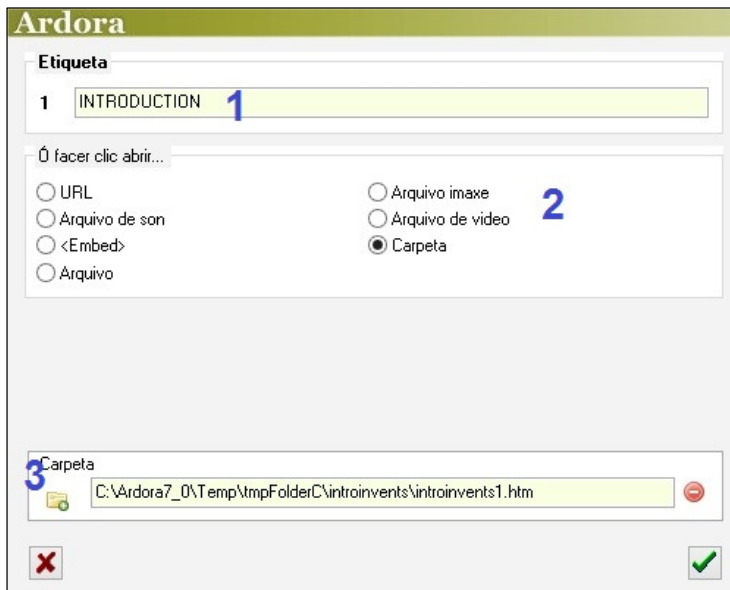 Ardora
Etiqueta
1 INTRODUCTION 1
Ó facer clic abrir...
URL Arquivo imaxe 2
Arquivo de son Arquivo de video
<Embed> Carpeta
Arquivo
Carpeta
3 C:\Ardora7_0\Temp\tmpFolderC\introinvents\introinvents1.htm